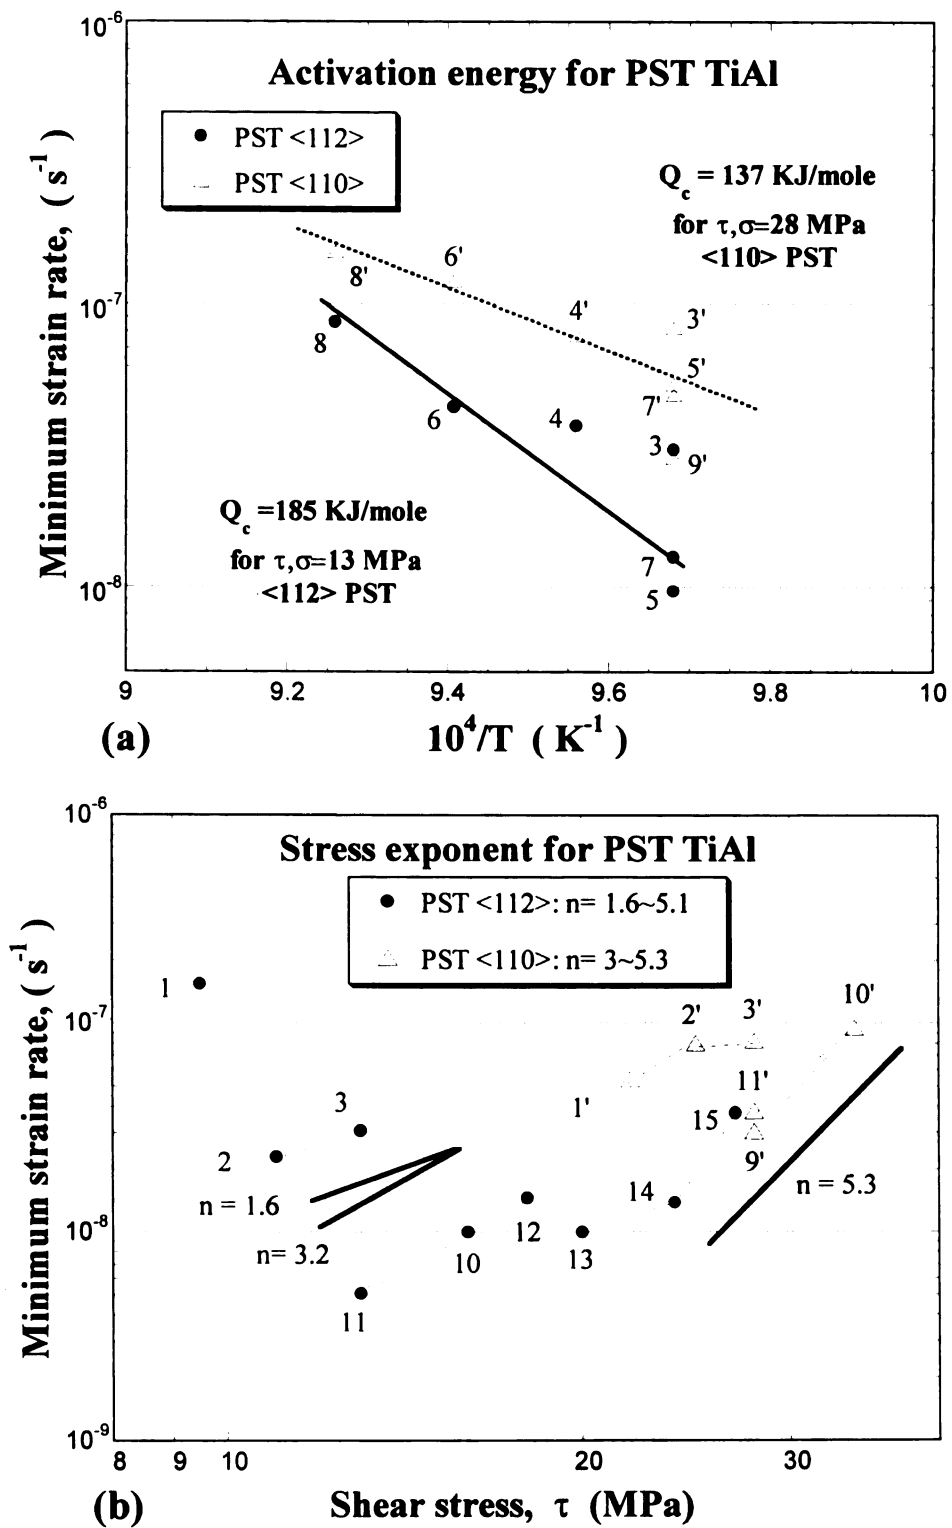 10^-6
Activation energy for PST TiAl
PST <112>
PST <110>
Q_c = 137 KJ/mole
for τ,σ=28 MPa
<110> PST
6'
8'
4'
3'
10^-7
8
5'
7'
6
4
3
9'
Q_c =185 KJ/mole
for τ,σ=13 MPa
<112> PST
7
5
10^-8
Minimum strain rate, ( s^-1 )
9
9.2
9.4
9.6
9.8
10
(a)
10^4/T ( K^-1 )
10^-6
Stress exponent for PST TiAl
PST <112>: n= 1.6~5.1
PST <110>: n= 3~5.3
1
10'
2'
3'
10^-7
11'
3
1'
15
2
9'
n = 1.6
14
n = 5.3
10^-8
n= 3.2
10
12
13
11
10^-9
Minimum strain rate, ( s^-1 )
8
9
10
20
30
(b)
Shear stress, τ (MPa)